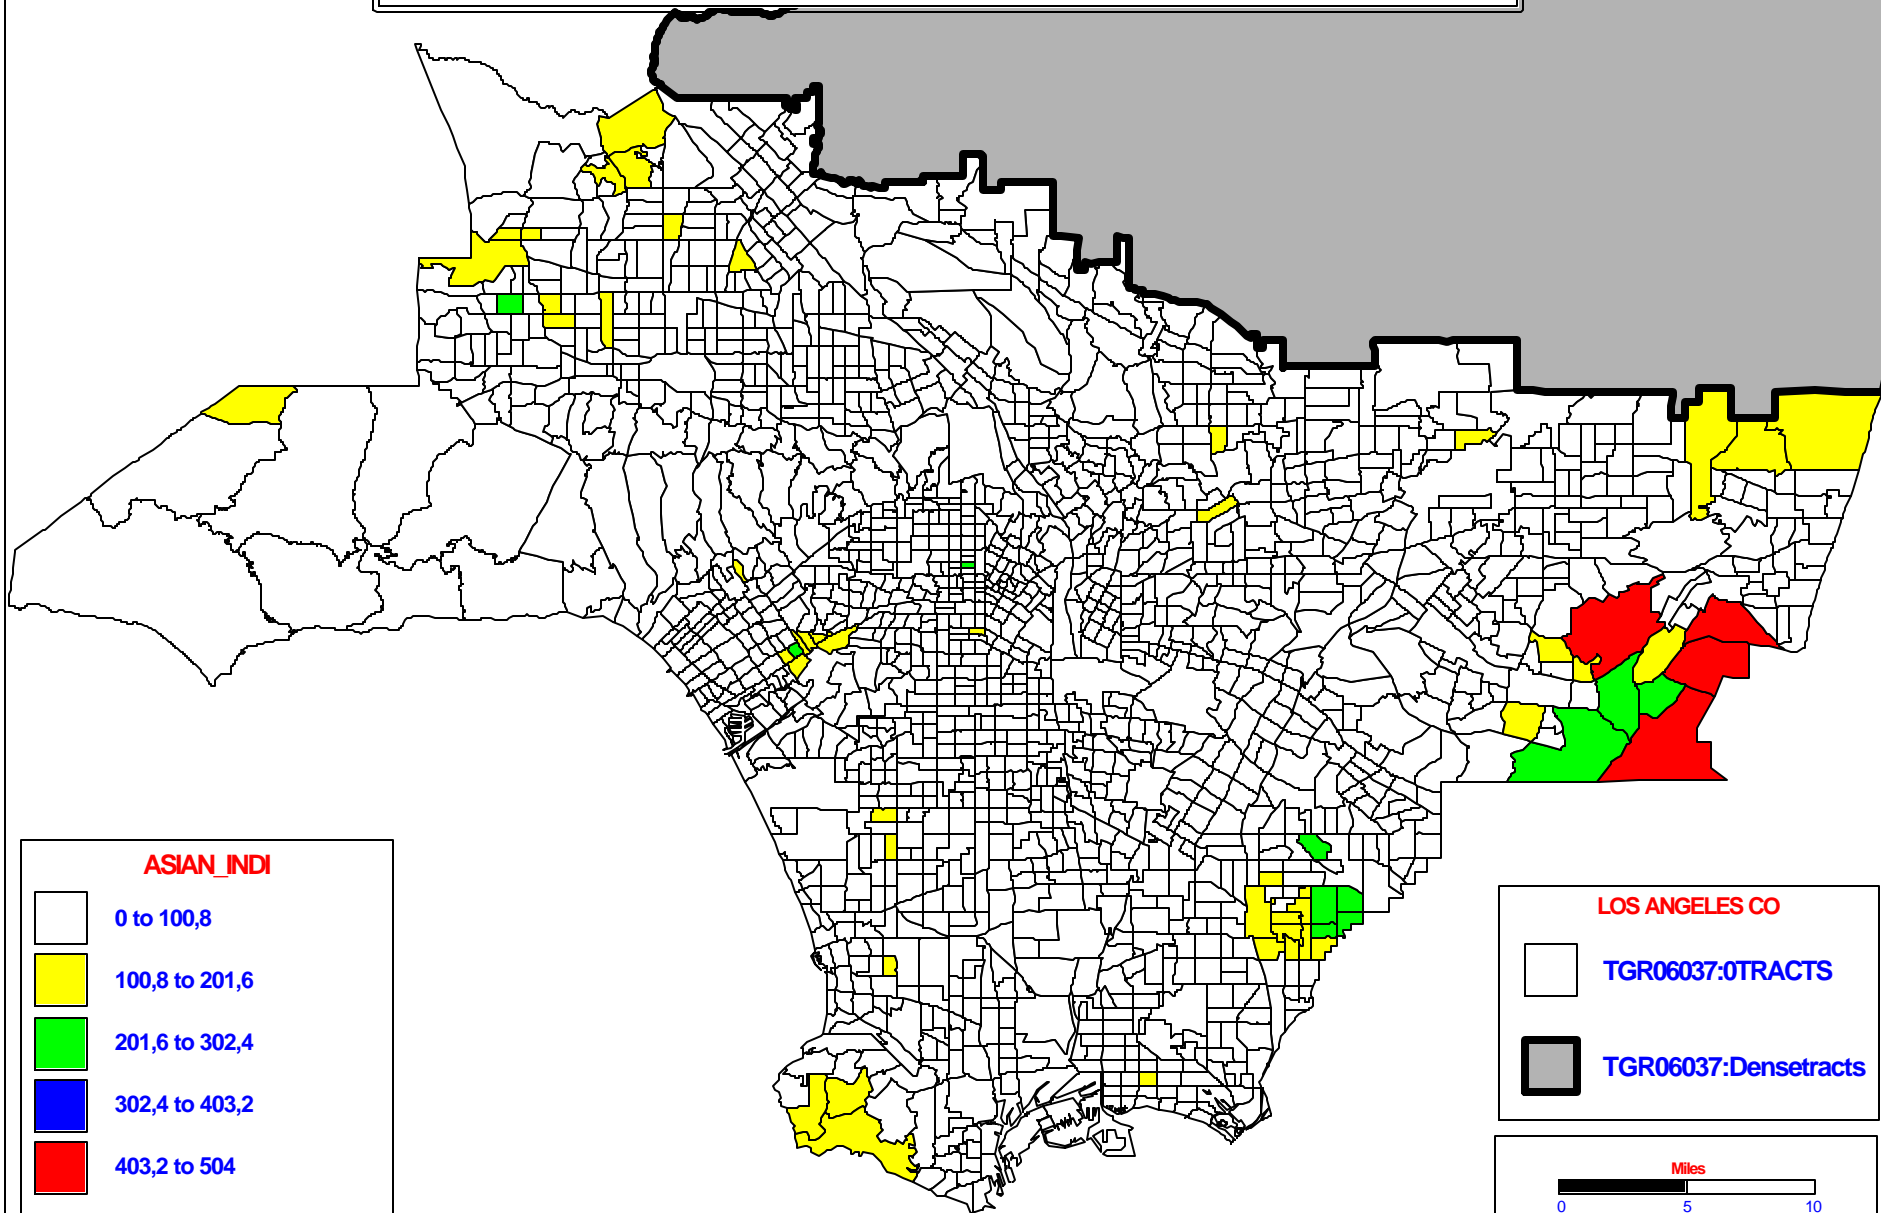 ASIAN_INDI
0 to 100,8
100,8 to 201,6
201,6 to 302,4
302,4 to 403,2
403,2 to 504
LOS ANGELES CO
TGR06037:0TRACTS
TGR06037:Densetracts
Miles
0 5 10